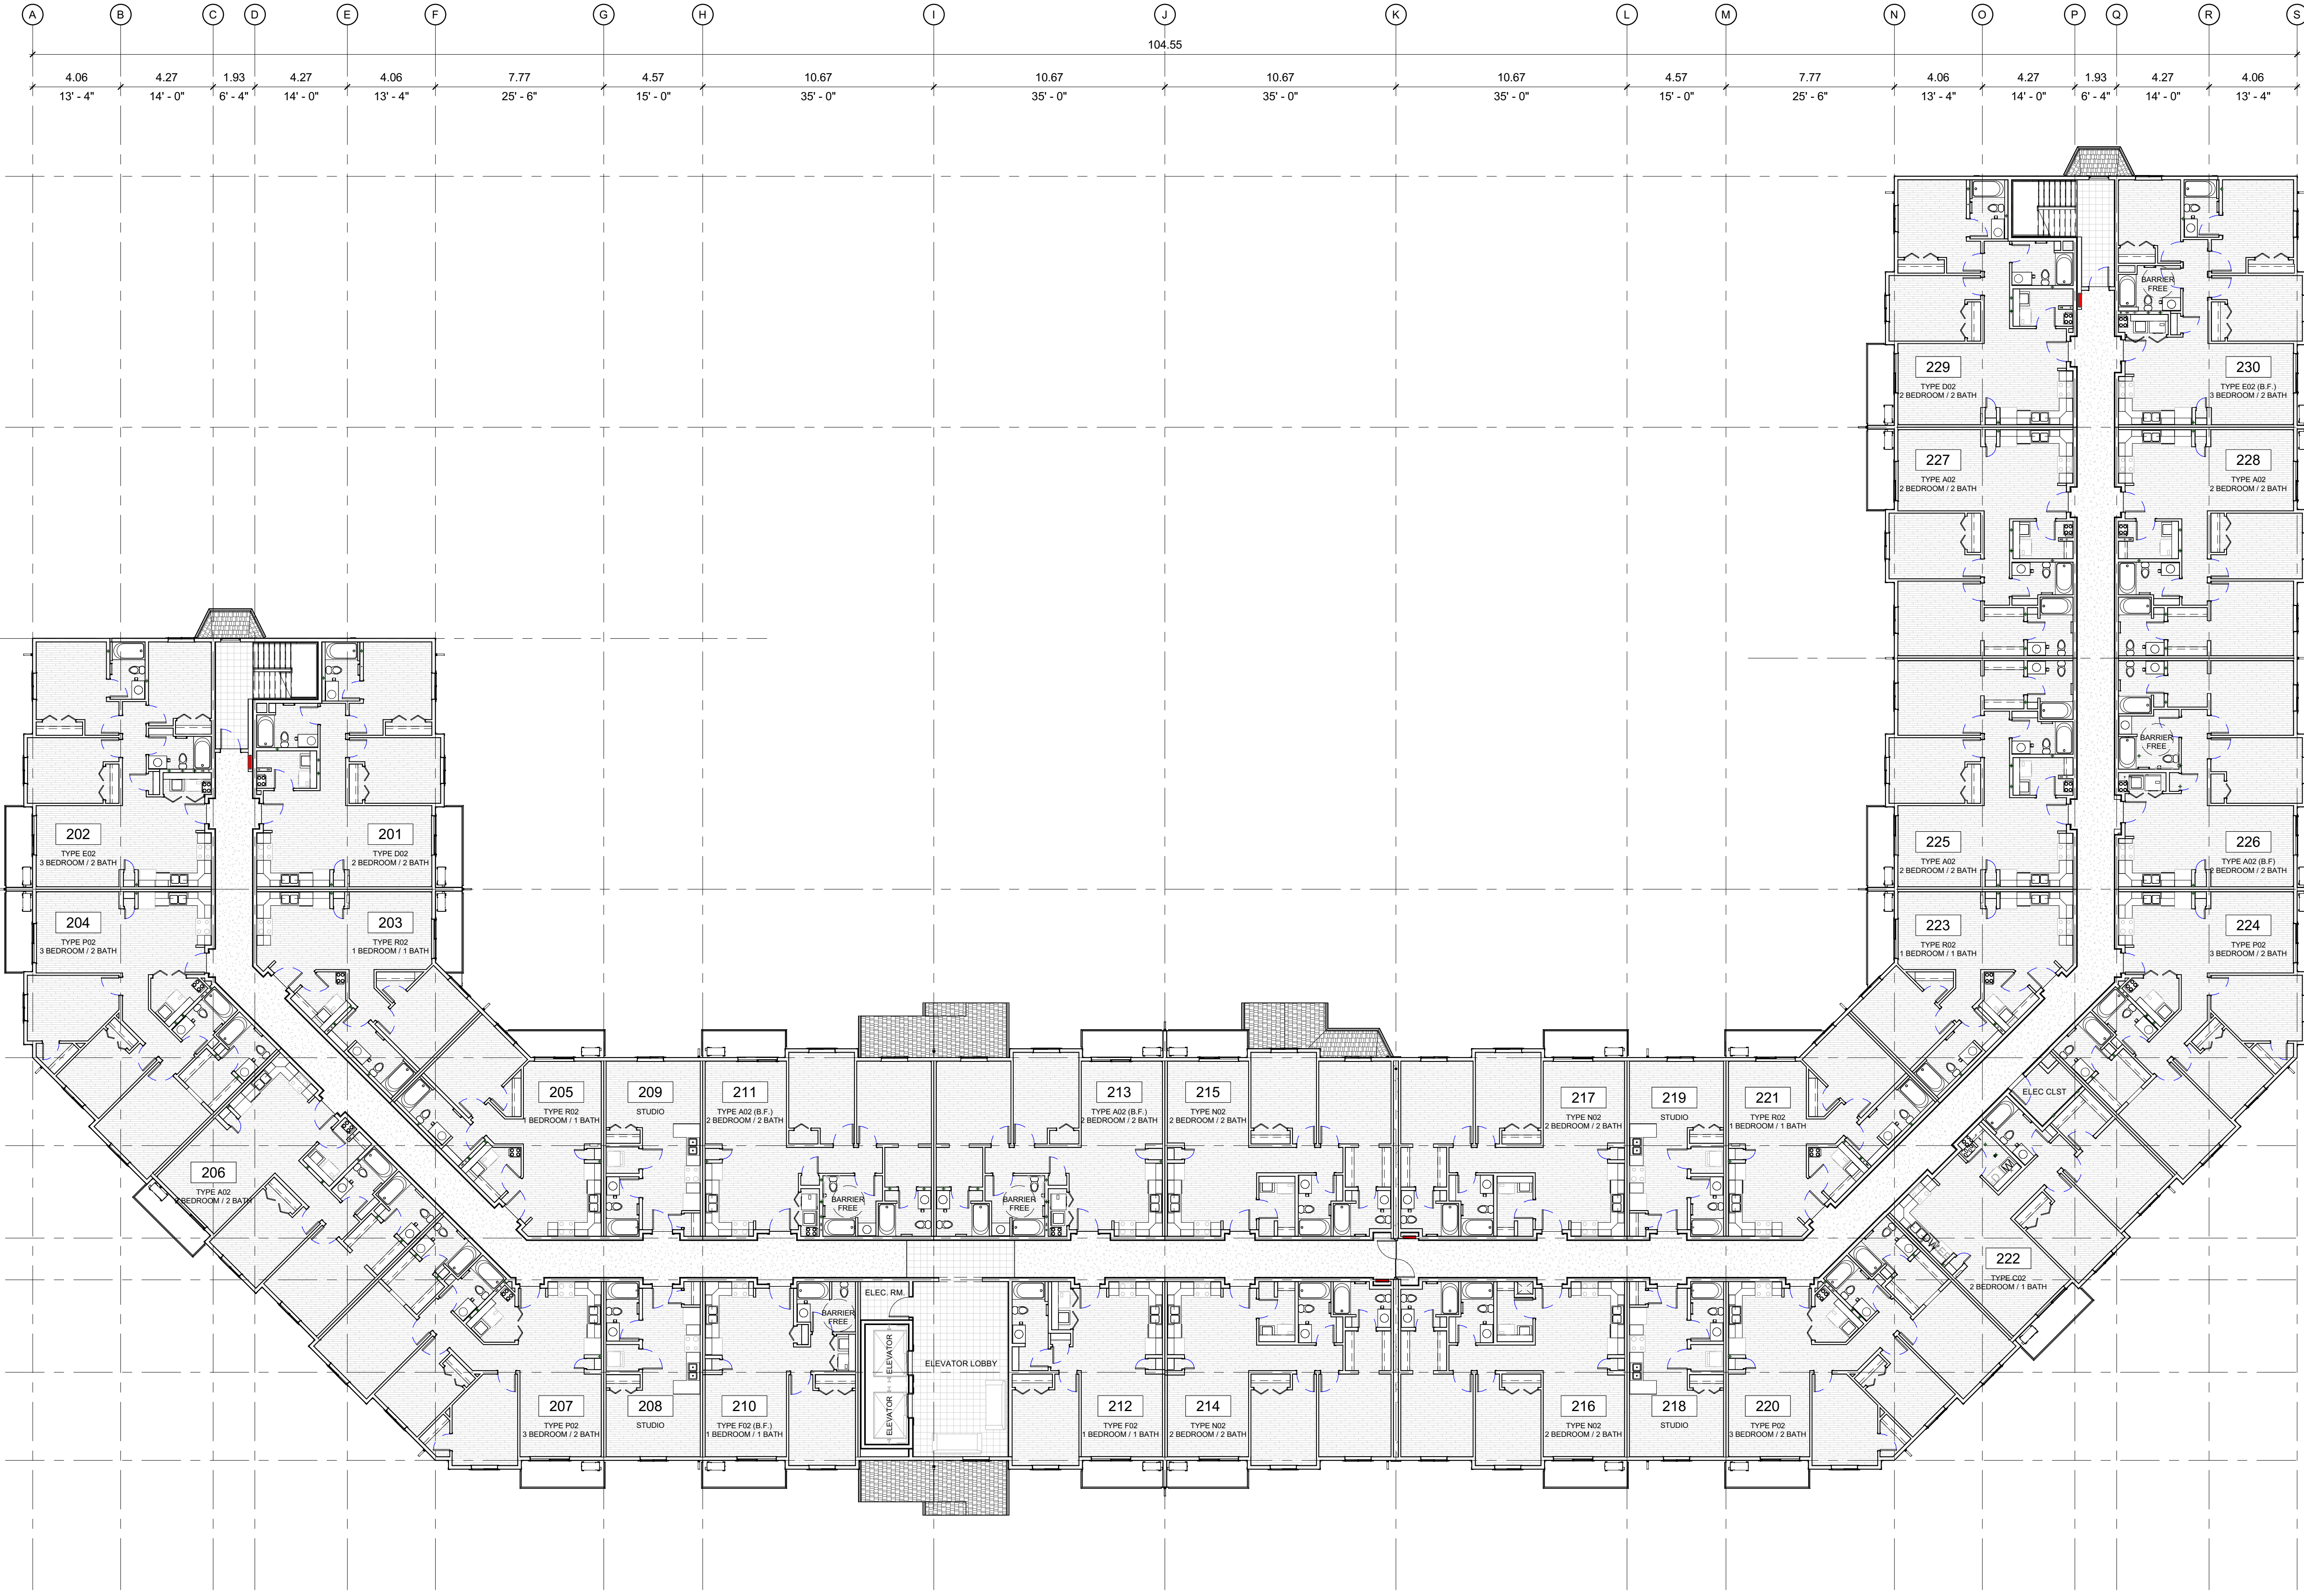 A B C D E F G H I J K L M N O P Q R S
104.55
4.06 4.27 1.93 4.27 4.06 7.77 4.57 10.67 10.67 10.67 10.67 4.57 7.77 4.06 4.27 1.93 4.27 4.06
13' - 4" 14' - 0" 6' - 4" 14' - 0" 13' - 4" 25' - 6" 15' - 0" 35' - 0" 35' - 0" 35' - 0" 35' - 0" 15' - 0" 25' - 6" 13' - 4" 14' - 0" 6' - 4" 14' - 0" 13' - 4"
BARRIER
FREE
229
TYPE D02
2 BEDROOM / 2 BATH
230
TYPE E02 (B.F.)
3 BEDROOM / 2 BATH
227
TYPE A02
2 BEDROOM / 2 BATH
228
TYPE A02
2 BEDROOM / 2 BATH
BARRIER
FREE
202
TYPE E02
3 BEDROOM / 2 BATH
201
TYPE D02
2 BEDROOM / 2 BATH
225
TYPE A02
2 BEDROOM / 2 BATH
226
TYPE A02 (B.F)
2 BEDROOM / 2 BATH
204
TYPE P02
3 BEDROOM / 2 BATH
203
TYPE R02
1 BEDROOM / 1 BATH
223
TYPE R02
1 BEDROOM / 1 BATH
224
TYPE P02
3 BEDROOM / 2 BATH
ELEC CLST
205
TYPE R02
1 BEDROOM / 1 BATH
209
STUDIO
211
TYPE A02 (B.F.)
2 BEDROOM / 2 BATH
213
TYPE A02 (B.F.)
2 BEDROOM / 2 BATH
215
TYPE N02
2 BEDROOM / 2 BATH
217
TYPE N02
2 BEDROOM / 2 BATH
219
STUDIO
221
TYPE R02
1 BEDROOM / 1 BATH
206
TYPE A02
2 BEDROOM / 2 BATH
BARRIER
FREE
BARRIER
FREE
222
TYPE C02
2 BEDROOM / 1 BATH
ELEC. RM.
BARRIER
FREE
ELEVATOR
ELEVATOR LOBBY
ELEVATOR
207
TYPE P02
3 BEDROOM / 2 BATH
208
STUDIO
210
TYPE F02 (B.F.)
1 BEDROOM / 1 BATH
212
TYPE F02
1 BEDROOM / 1 BATH
214
TYPE N02
2 BEDROOM / 2 BATH
216
TYPE N02
2 BEDROOM / 2 BATH
218
STUDIO
220
TYPE P02
3 BEDROOM / 2 BATH